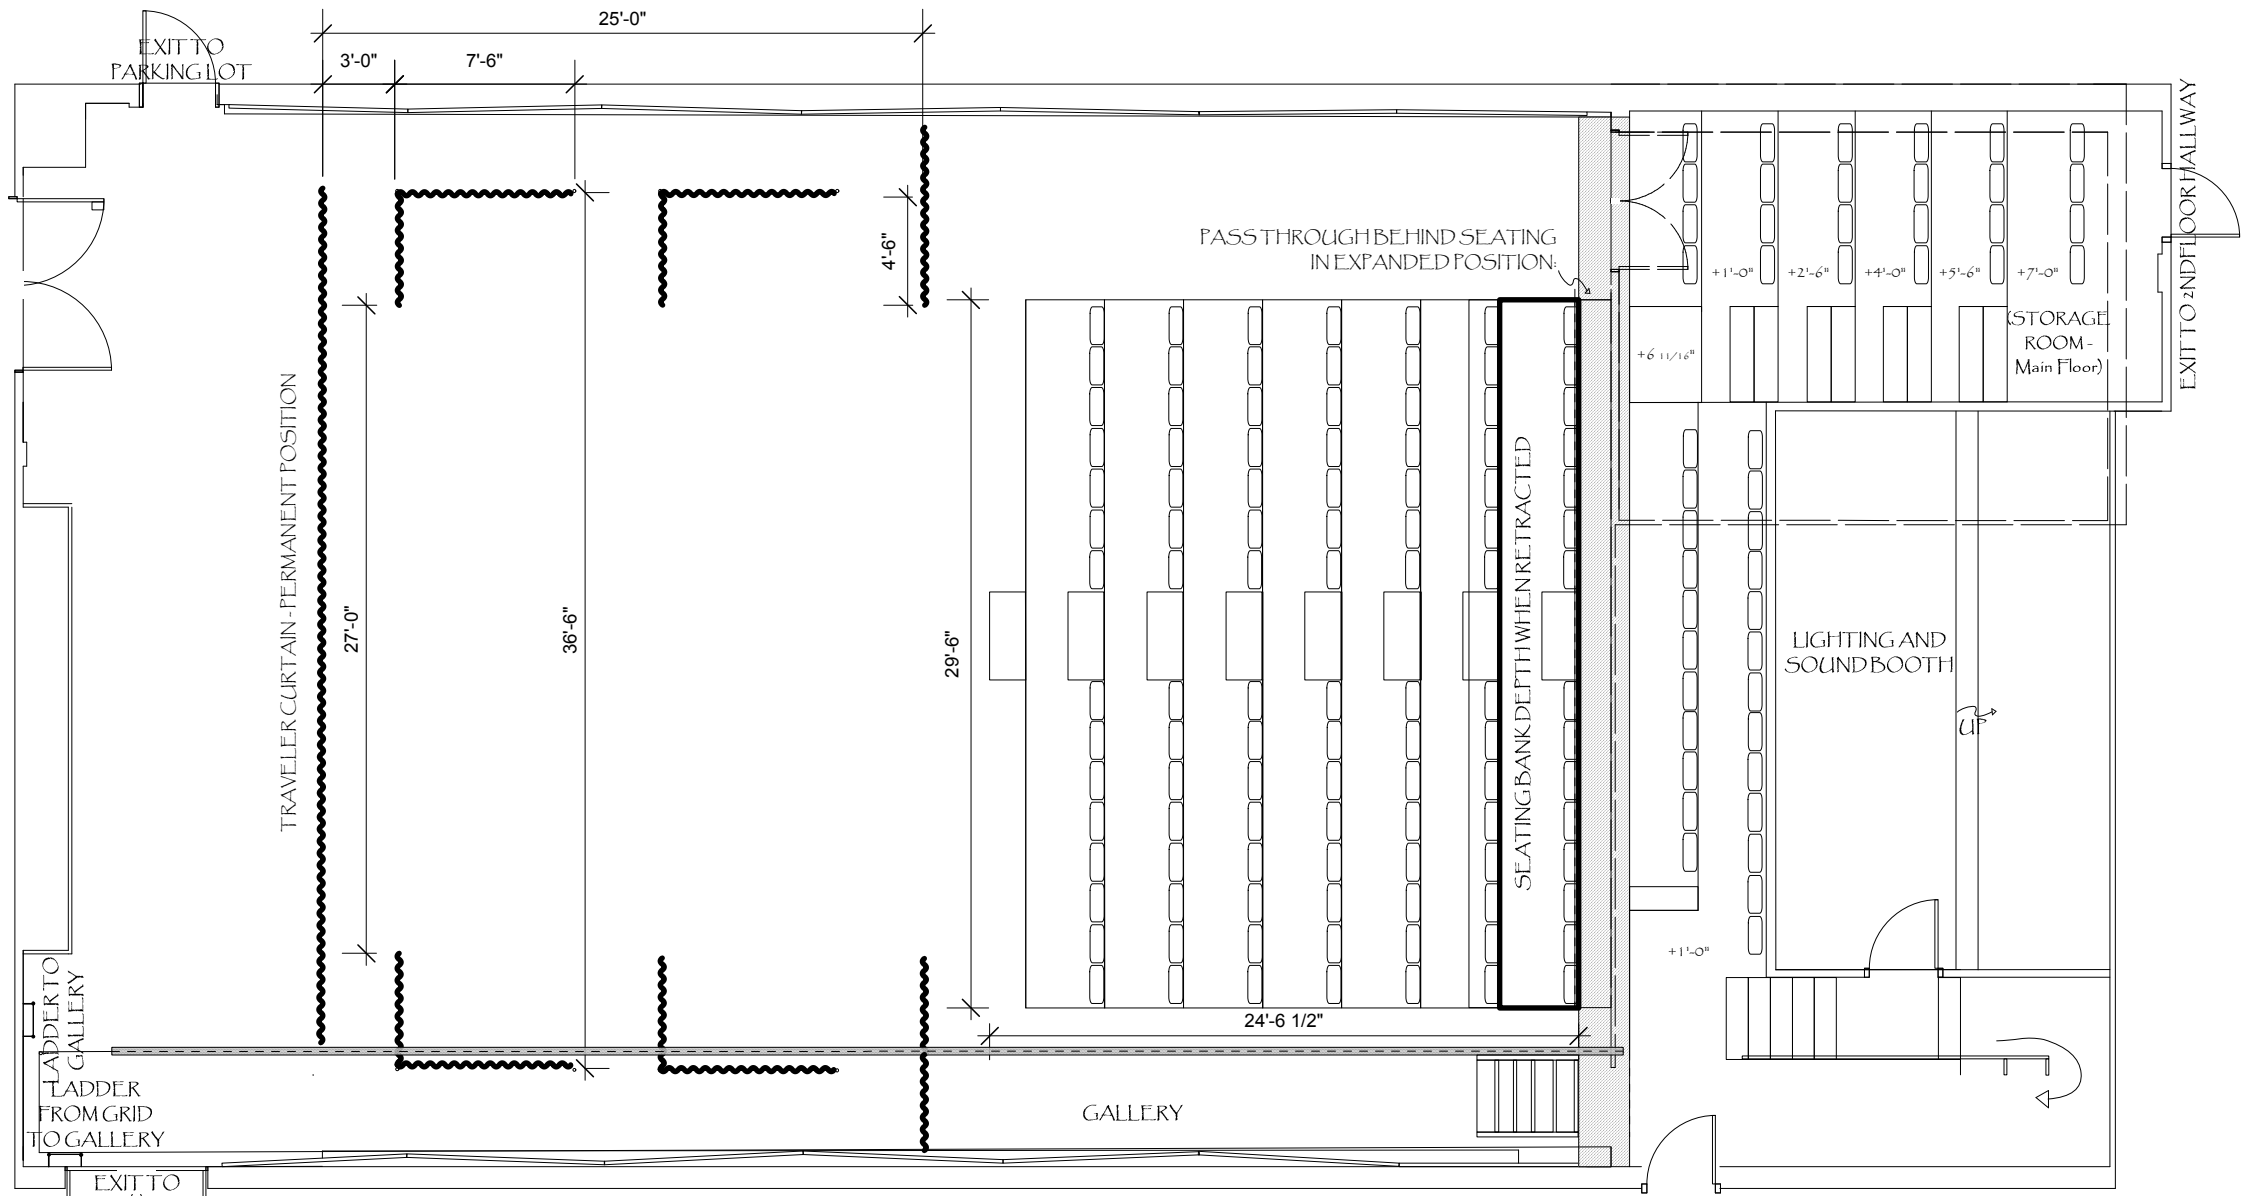 25'-0"
EXIT TO
PARKING LOT
3'-0"
7'-6"
EXIT TO 2ND FLOOR HALLWAY
4'-6"
PASS THROUGH BEHIND SEATING
IN EXPANDED POSITION:
+1'-0"
+2'-6"
+4'-0"
+5'-6"
+7'-0"
(STORAGE
ROOM -
Main Floor)
+6 11/16"
TRAVELER CURTAIN - PERMANENT POSITION
27'-0"
36'-6"
29'-6"
SEATING BANK DEPTH WHEN RETRACTED
LIGHTING AND
SOUND BOOTH
UP
+1'-0"
24'-6 1/2"
LADDER TO
GALLERY
LADDER
FROM GRID
TO GALLERY
GALLERY
EXIT TO